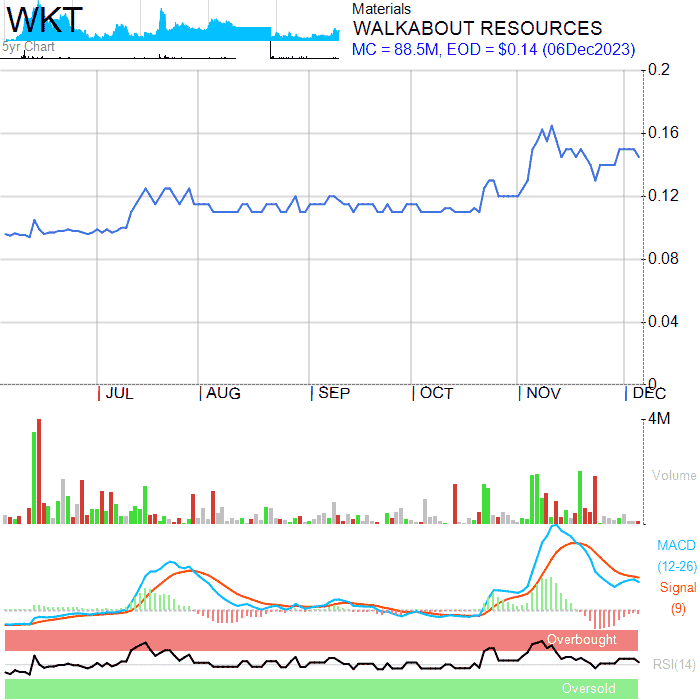 WKT
5yr Chart
Materials
WALKABOUT RESOURCES
MC = 88.5M, EOD = $0.14 (06Dec2023)
0.2
0.16
0.12
0.08
0.04
0
JUL AUG SEP OCT NOV DEC
4M
Volume
MACD
(12-26)
Signal
(9)
Overbought
RSI(14)
Oversold